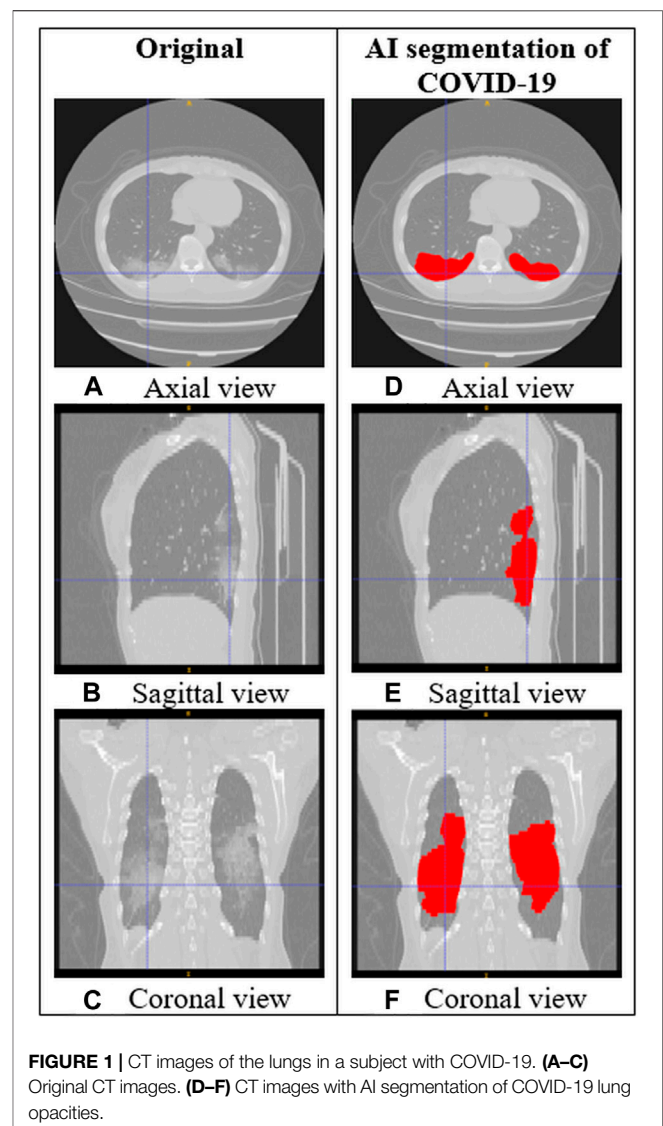 Original
AI segmentation of
COVID-19
A Axial view
D Axial view
B Sagittal view
E Sagittal view
C Coronal view
F Coronal view
FIGURE 1 | CT images of the lungs in a subject with COVID-19. (A–C)
Original CT images. (D–F) CT images with AI segmentation of COVID-19 lung
opacities.